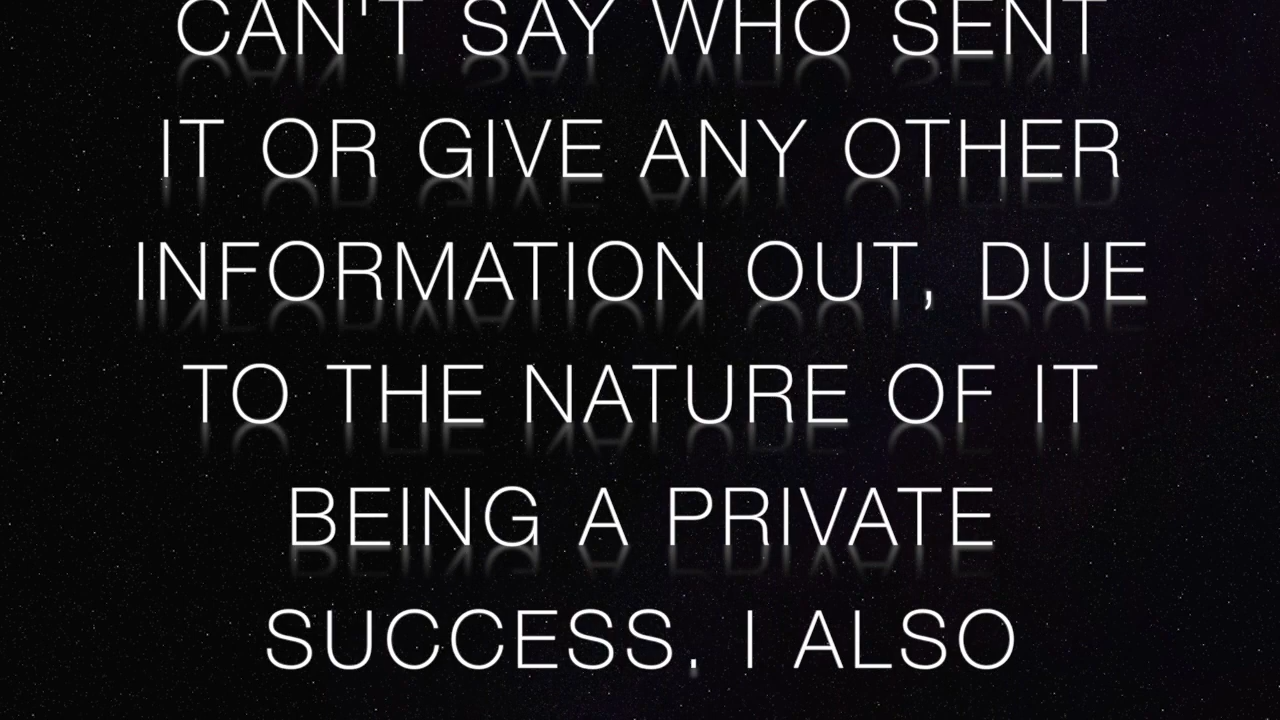 CAN'T SAY WHO SENT
IT OR GIVE ANY OTHER
INFORMATION OUT, DUE
TO THE NATURE OF IT
BEING A PRIVATE
SUCCESS. I ALSO